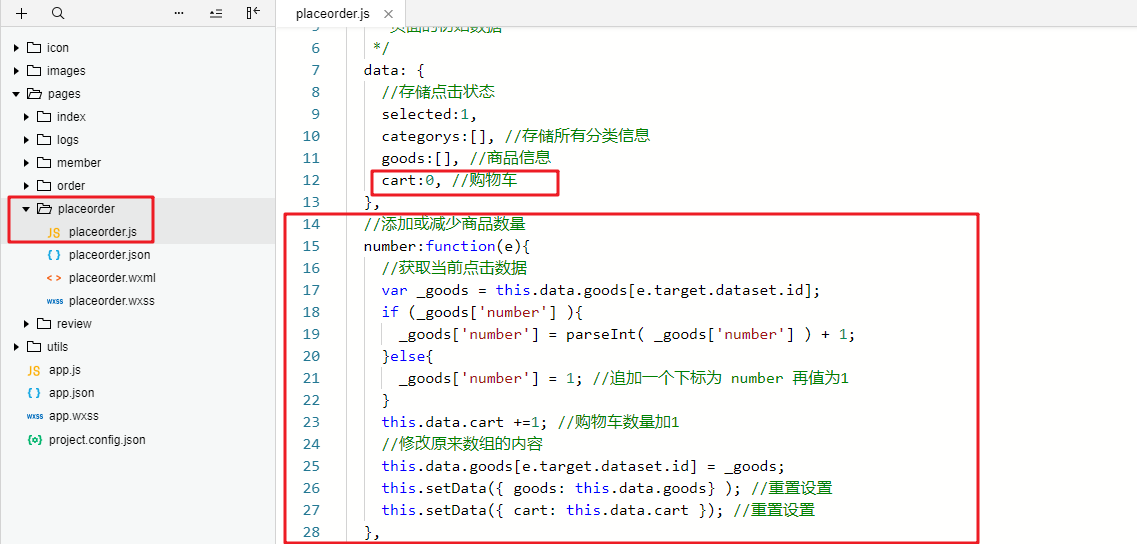 placeorder.js
icon
images
pages
index
logs
member
order
placeorder
placeorder.js
placeorder.json
placeorder.wxml
placeorder.wxss
review
utils
JS app.js
{ } app.json
wxss app.wxss
{o} project.config.json
5 页面的初始数据
6 */
7 data: {
8 //存储点击状态
9 selected:1,
10 categorys:[], //存储所有分类信息
11 goods:[], //商品信息
12 cart:0, //购物车
13 },
14 //添加或减少商品数量
15 number:function(e){
16 //获取当前点击数据
17 var _goods = this.data.goods[e.target.dataset.id];
18 if (_goods['number'] ){
19 _goods['number'] = parseInt( _goods['number'] ) + 1;
20 }else{
21 _goods['number'] = 1; //追加一个下标为 number 再值为1
22 }
23 this.data.cart +=1; //购物车数量加1
24 //修改原来数组的内容
25 this.data.goods[e.target.dataset.id] = _goods;
26 this.setData({ goods: this.data.goods} ); //重置设置
27 this.setData({ cart: this.data.cart }); //重置设置
28 },